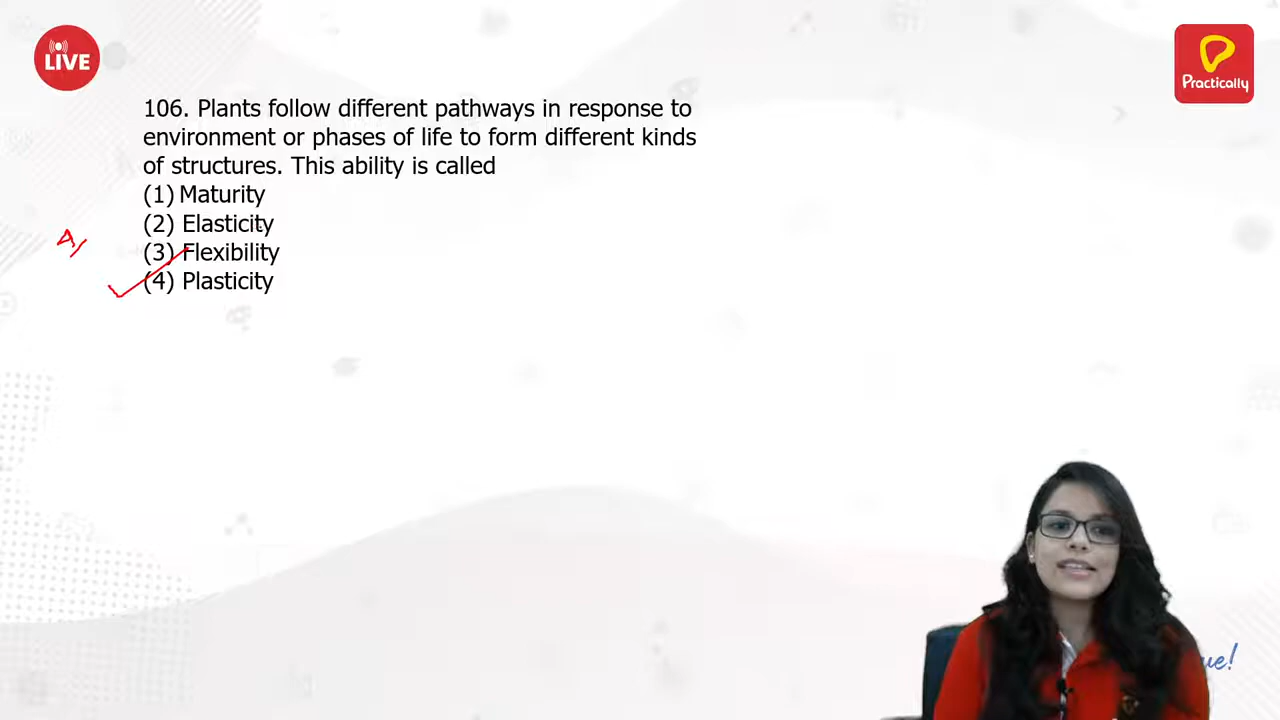 LIVE
Practically
106. Plants follow different pathways in response to
environment or phases of life to form different kinds
of structures. This ability is called
(1) Maturity
(2) Elasticity
(3) Flexibility
(4) Plasticity